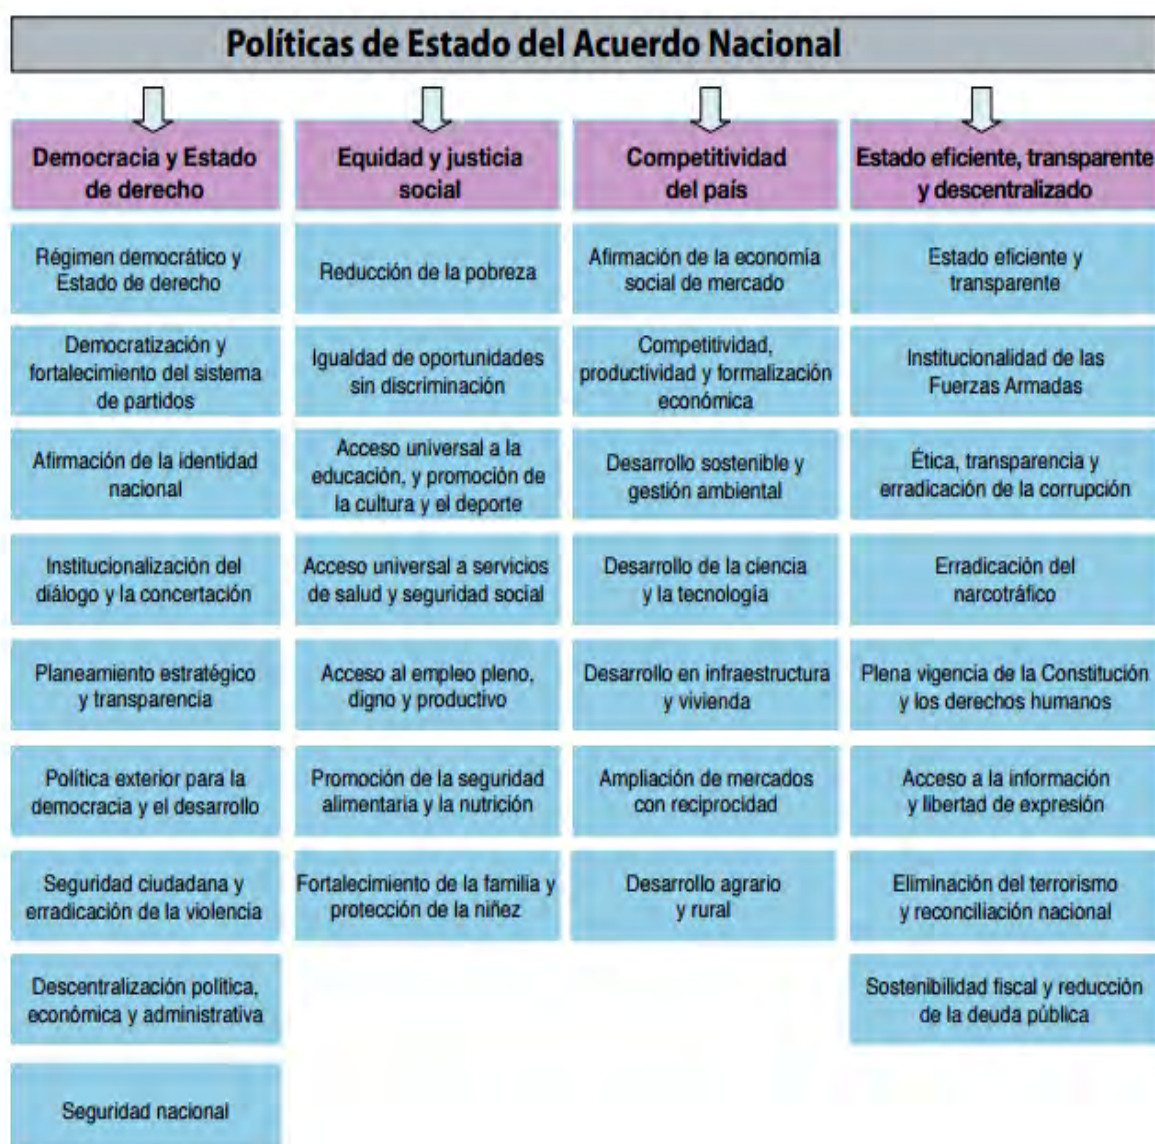 Políticas de Estado del Acuerdo Nacional
Democracia y Estado
de derecho
Régimen democrático y
Estado de derecho
Democratización y
fortalecimiento del sistema
de partidos
Afirmación de la identidad
nacional
Institucionalización del
diálogo y la concertación
Planeamiento estratégico
y transparencia
Política exterior para la
democracia y el desarrollo
Seguridad ciudadana y
erradicación de la violencia
Descentralización política,
económica y administrativa
Seguridad nacional
Equidad y justicia
social
Reducción de la pobreza
Igualdad de oportunidades
sin discriminación
Acceso universal a la
educación, y promoción de
la cultura y el deporte
Acceso universal a servicios
de salud y seguridad social
Acceso al empleo pleno,
digno y productivo
Promoción de la seguridad
alimentaria y la nutrición
Fortalecimiento de la familia y
protección de la niñez
Competitividad
del país
Afirmación de la economía
social de mercado
Competitividad,
productividad y formalización
económica
Desarrollo sostenible y
gestión ambiental
Desarrollo de la ciencia
y la tecnología
Desarrollo en infraestructura
y vivienda
Ampliación de mercados
con reciprocidad
Desarrollo agrario
y rural
Estado eficiente, transparente
y descentralizado
Estado eficiente y
transparente
Institucionalidad de las
Fuerzas Armadas
Ética, transparencia y
erradicación de la corrupción
Erradicación del
narcotráfico
Plena vigencia de la Constitución
y los derechos humanos
Acceso a la información
y libertad de expresión
Eliminación del terrorismo
y reconciliación nacional
Sostenibilidad fiscal y reducción
de la deuda pública